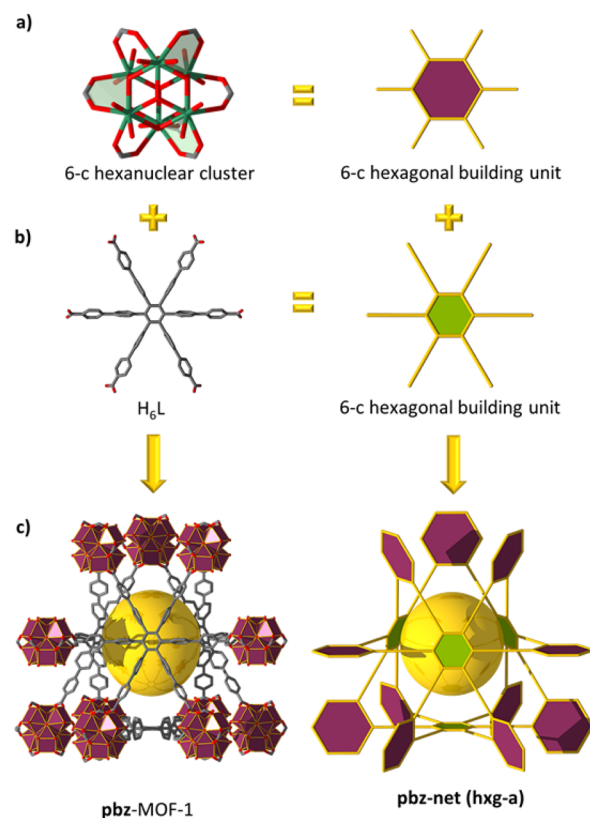 a)
6-c hexanuclear cluster
6-c hexagonal building unit
b)
H₆L
6-c hexagonal building unit
c)
pbz-MOF-1
pbz-net (hxg-a)